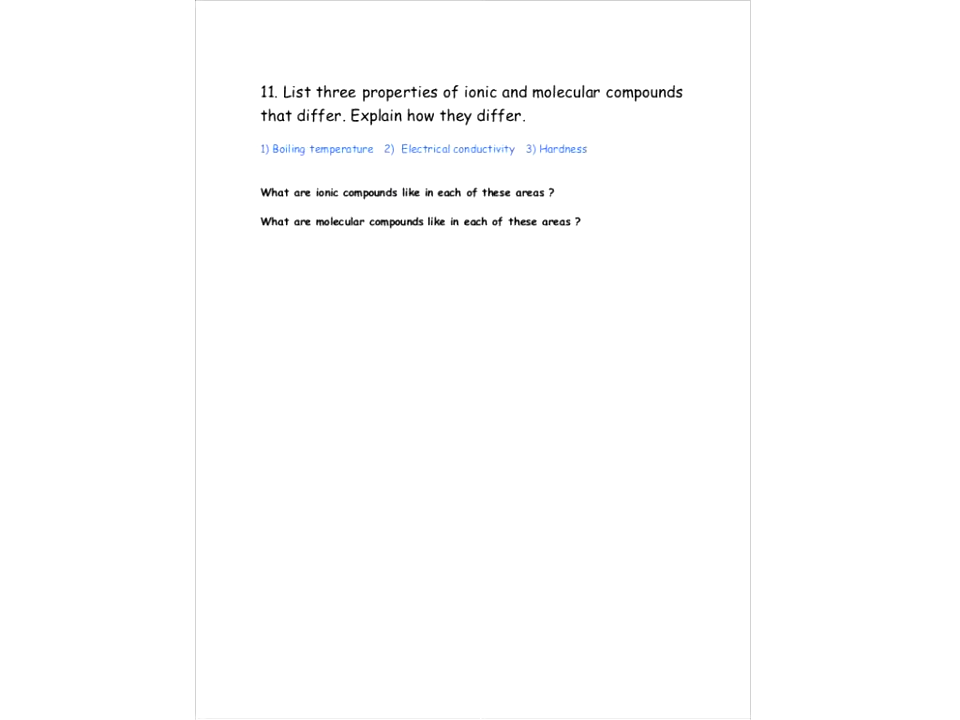 11. List three properties of ionic and molecular compounds
that differ. Explain how they differ.
1) Boiling temperature 2) Electrical conductivity 3) Hardness
What are ionic compounds like in each of these areas ?
What are molecular compounds like in each of these areas ?